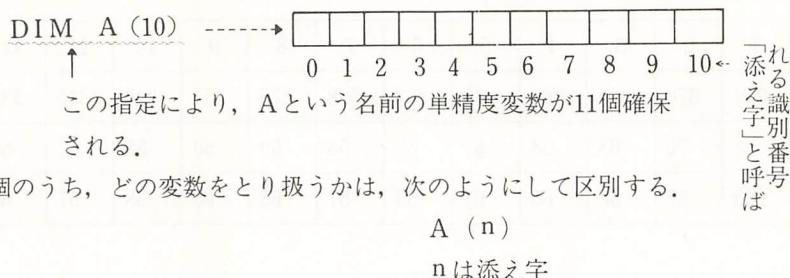 DIM A(10)
0 1 2 3 4 5 6 7 8 9 10
「添え字」と呼ば
れる識別番号
この指定により，Aという名前の単精度変数が11個確保
される．
個のうち，どの変数をとり扱うかは，次のようにして区別する．
A (n)
nは添え字